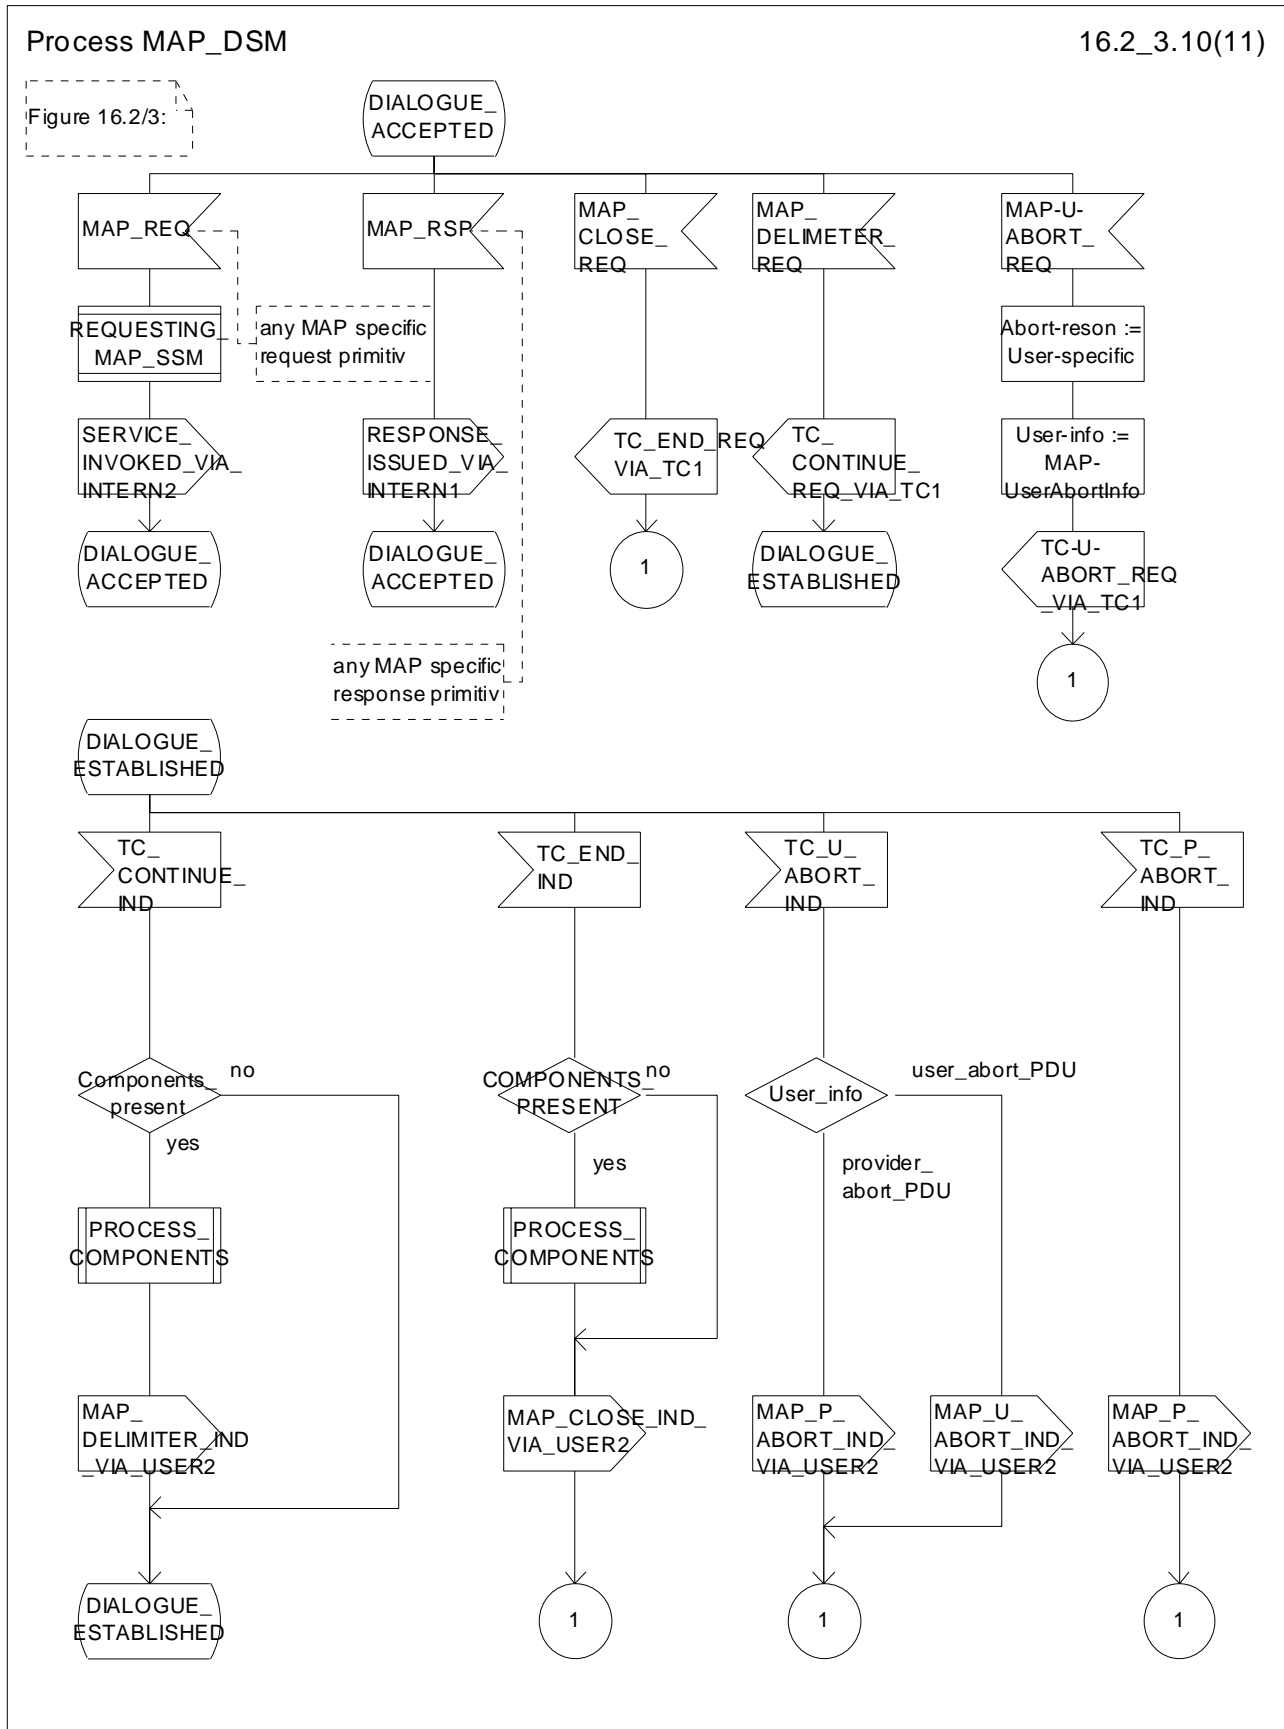 Process MAP_DSM
16.2_3.10(11)
Figure 16.2/3:
DIALOGUE_
ACCEPTED
MAP_REQ
MAP_RSP
MAP_
CLOSE_
REQ
MAP_
DELIMETER_
REQ
MAP-U-
ABORT_
REQ
REQUESTING_
MAP_SSM
any MAP specific
request primitiv
Abort-reson :=
User-specific
SERVICE_
INVOKED_VIA_
INTERN2
RESPONSE_
ISSUED_VIA_
INTERN1
TC_END_REQ
VIA_TC1
TC_
CONTINUE_
REQ_VIA_TC1
User-info :=
MAP-
UserAbortInfo
DIALOGUE_
ACCEPTED
DIALOGUE_
ACCEPTED
1
DIALOGUE_
ESTABLISHED
TC-U-
ABORT_REQ
_VIA_TC1
any MAP specific
response primitiv
1
DIALOGUE_
ESTABLISHED
TC_
CONTINUE_
IND
TC_END_
IND
TC_U_
ABORT_
IND
TC_P_
ABORT_
IND
Components_
present
no
yes
COMPONENTS_
PRESENT
no
yes
User_info
user_abort_PDU
provider_
abort_PDU
PROCESS_
COMPONENTS
PROCESS_
COMPONENTS
MAP_
DELIMITER_IND
_VIA_USER2
MAP_CLOSE_IND_
VIA_USER2
MAP_P_
ABORT_IND_
VIA_USER2
MAP_U_
ABORT_IND_
VIA_USER2
MAP_P_
ABORT_IND_
VIA_USER2
DIALOGUE_
ESTABLISHED
1
1
1